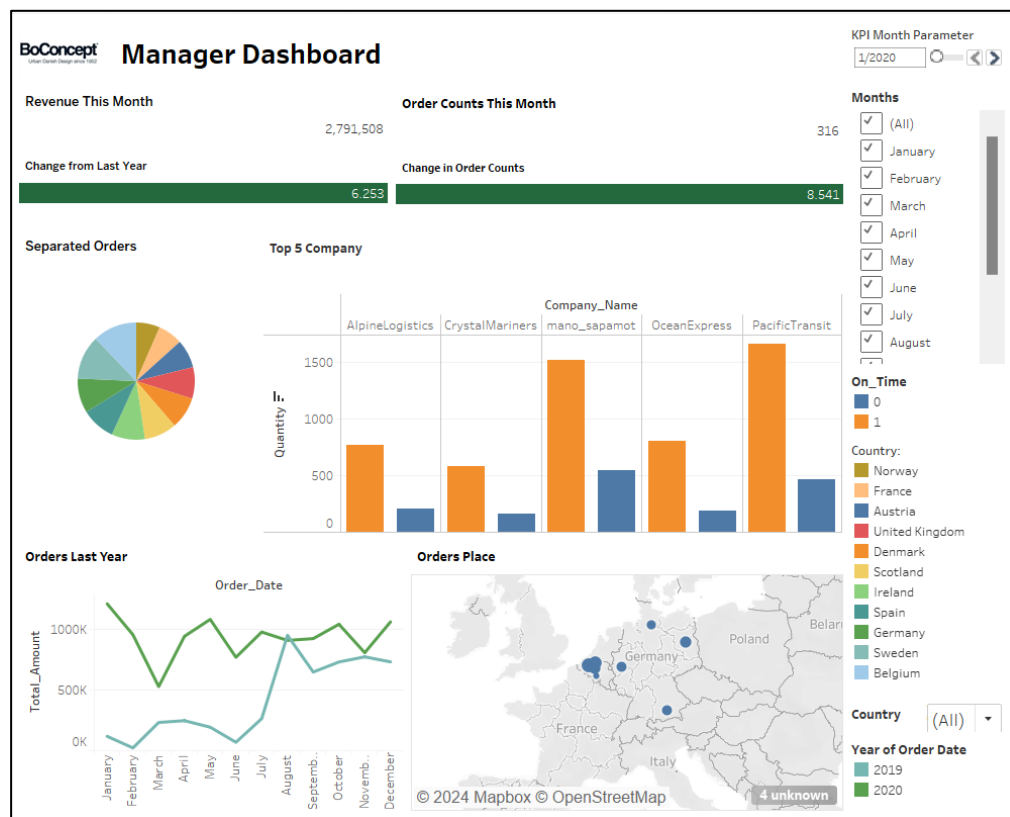 BoConcept
Urban Danish Design since 1952
Manager Dashboard
KPI Month Parameter
1/2020
Revenue This Month
Order Counts This Month
2,791,508
316
Change from Last Year
Change in Order Counts
6.253
8.541
Months
(All)
January
February
March
April
May
June
July
August
Separated Orders
Top 5 Company
Company_Name
AlpineLogistics
CrystalMariners
mano_sapamot
OceanExpress
PacificTransit
Quantity
1500
1000
500
0
On_Time
0
1
Country:
Norway
France
Austria
United Kingdom
Denmark
Scotland
Ireland
Spain
Germany
Sweden
Belgium
Orders Last Year
Order_Date
Total_Amount
1000K
500K
0K
January
February
March
April
May
June
July
August
Septemb..
October
Novemb..
December
Orders Place
Poland
Belar
Germany
France
Italy
© 2024 Mapbox © OpenStreetMap
4 unknown
Country
(All)
Year of Order Date
2019
2020